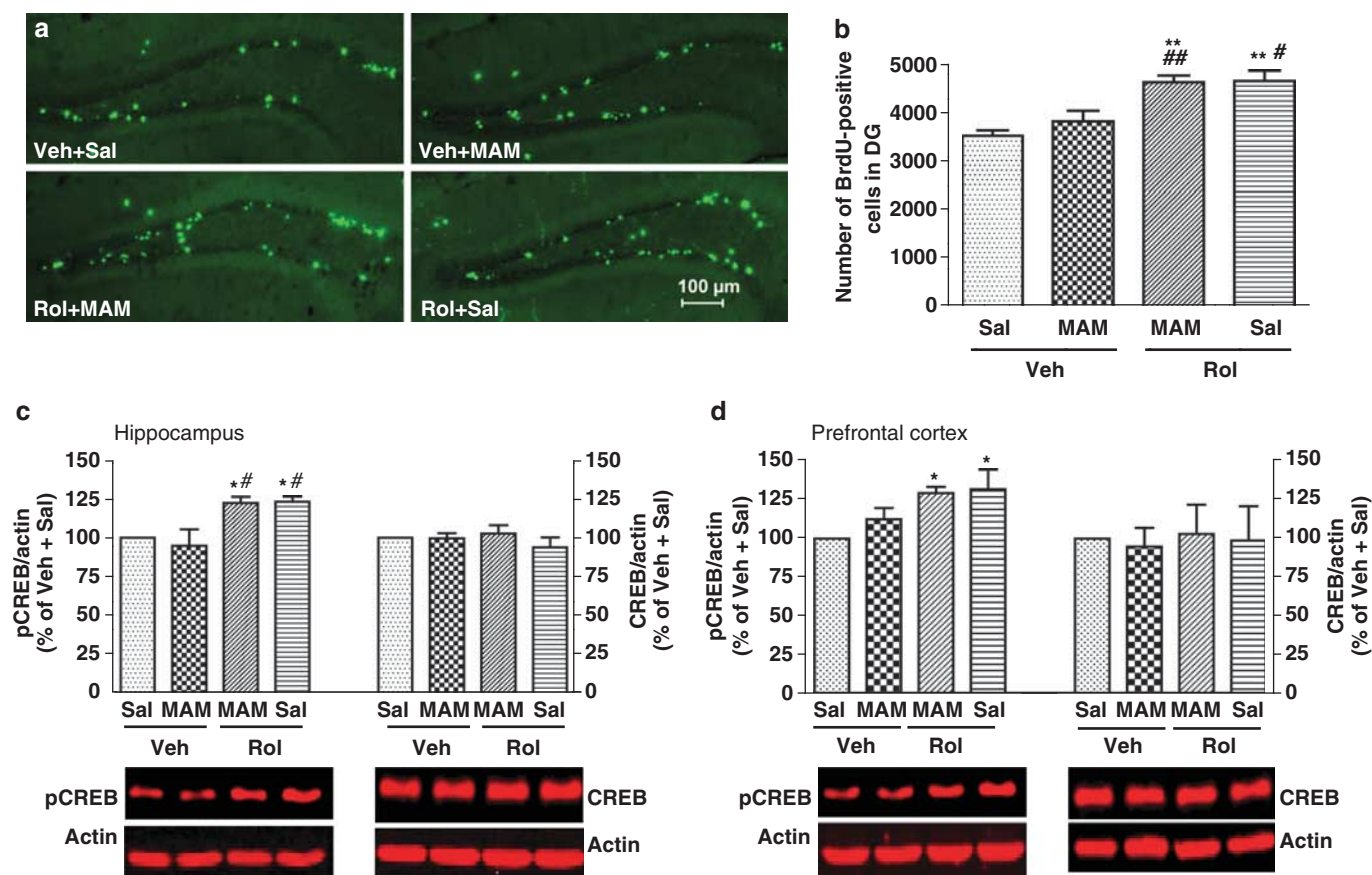 a
Veh+Sal
Veh+MAM
Rol+MAM
Rol+Sal
100 µm
b
Number of BrdU-positive
cells in DG
5000
4000
3000
2000
1000
0
**
##
** #
Sal MAM MAM Sal
Veh Rol
c
Hippocampus
pCREB/actin
(% of Veh + Sal)
150
125
100
75
50
25
0
*# *#
150
125
100
75
50
25
0
CREB/actin
(% of Veh + Sal)
Sal MAM MAM Sal
Veh Rol
Sal MAM MAM Sal
Veh Rol
pCREB
Actin
CREB
Actin
d
Prefrontal cortex
pCREB/actin
(% of Veh + Sal)
150
125
100
75
50
25
0
* *
150
125
100
75
50
25
0
CREB/actin
(% of Veh + Sal)
Sal MAM MAM Sal
Veh Rol
Sal MAM MAM Sal
Veh Rol
pCREB
Actin
CREB
Actin